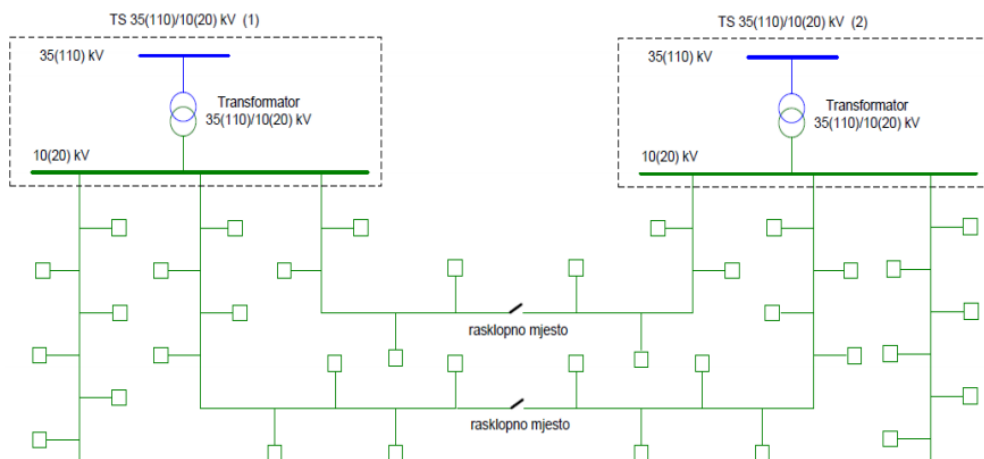 TS 35(110)/10(20) kV (1)
TS 35(110)/10(20) kV (2)
35(110) kV
35(110) kV
Transformator
35(110)/10(20) kV
Transformator
35(110)/10(20) kV
10(20) kV
10(20) kV
rasklopno mjesto
rasklopno mjesto